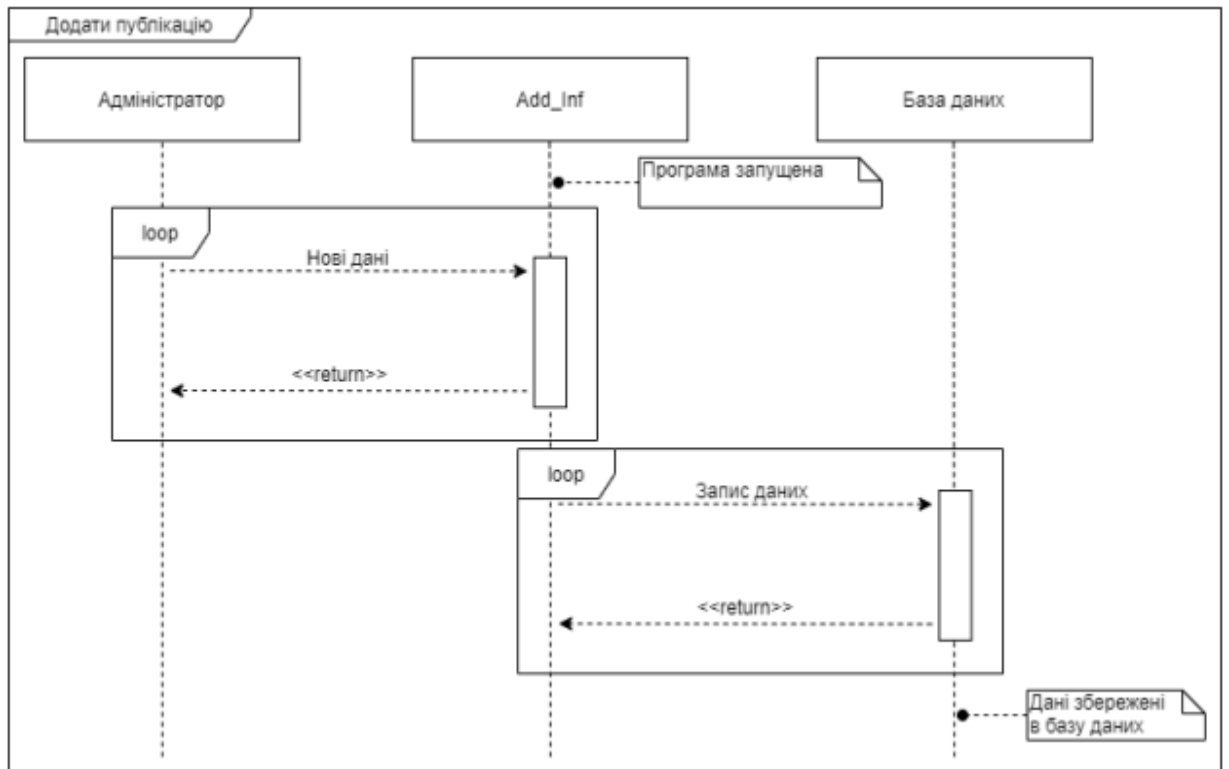 Додати публікацію
Адміністратор
Add_Inf
База даних
Програма запущена
loop
Нові дані
<<return>>
loop
Запис даних
<<return>>
Дані збережені
в базу даних